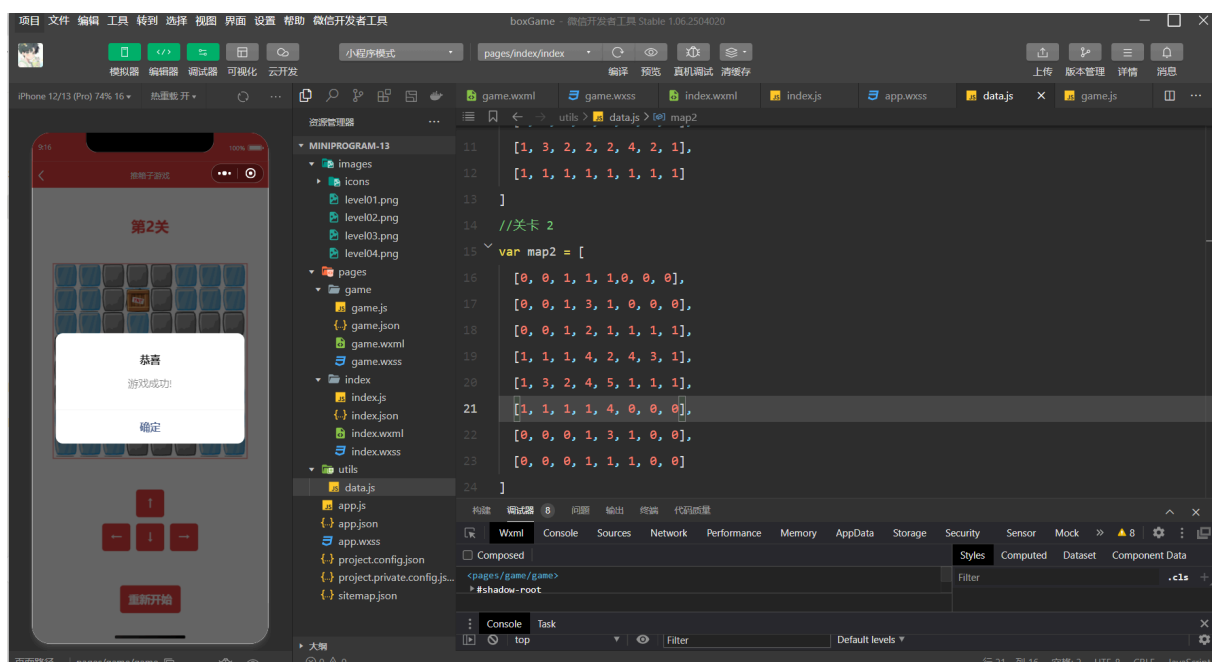 项目 文件 编辑 工具 转到 选择 视图 界面 设置 帮助 微信开发者工具
boxGame - 微信开发者工具 Stable 1.06.2504020
小程序模式
pages/index/index
模拟器 编辑器 调试器 可视化 云开发
编译 预览 真机调试 清缓存
上传 版本管理 详情 消息
iPhone 12/13 (Pro) 74% 16
热重载 开
game.wxml game.wxss index.wxml index.js app.wxss data.js game.js
资源管理器
utils > data.js > map2
9:16
100%
推箱子游戏
第2关
恭喜
游戏成功!
确定
↑
← ↓ →
重新开始
MINIPROGRAM-13
images
icons
level01.png
level02.png
level03.png
level04.png
pages
game
game.js
game.json
game.wxml
game.wxss
index
index.js
index.json
index.wxml
index.wxss
utils
data.js
app.js
app.json
app.wxss
project.config.json
project.private.config.js...
sitemap.json
大纲
11 [1, 3, 2, 2, 2, 4, 2, 1],
12 [1, 1, 1, 1, 1, 1, 1, 1]
13 ]
14 //关卡 2
15 var map2 = [
16 [0, 0, 1, 1, 1,0, 0, 0],
17 [0, 0, 1, 3, 1, 0, 0, 0],
18 [0, 0, 1, 2, 1, 1, 1, 1],
19 [1, 1, 1, 4, 2, 4, 3, 1],
20 [1, 3, 2, 4, 5, 1, 1, 1],
21 [1, 1, 1, 1, 4, 0, 0, 0],
22 [0, 0, 0, 1, 3, 1, 0, 0],
23 [0, 0, 0, 1, 1, 1, 0, 0]
24 ]
构建 调试器 8 问题 输出 终端 代码质量
Wxml Console Sources Network Performance Memory AppData Storage Security Sensor Mock » 8
Composed
Styles Computed Dataset Component Data
<pages/game/game>
#shadow-root
Filter
.cls +
Console Task
top
Filter
Default levels